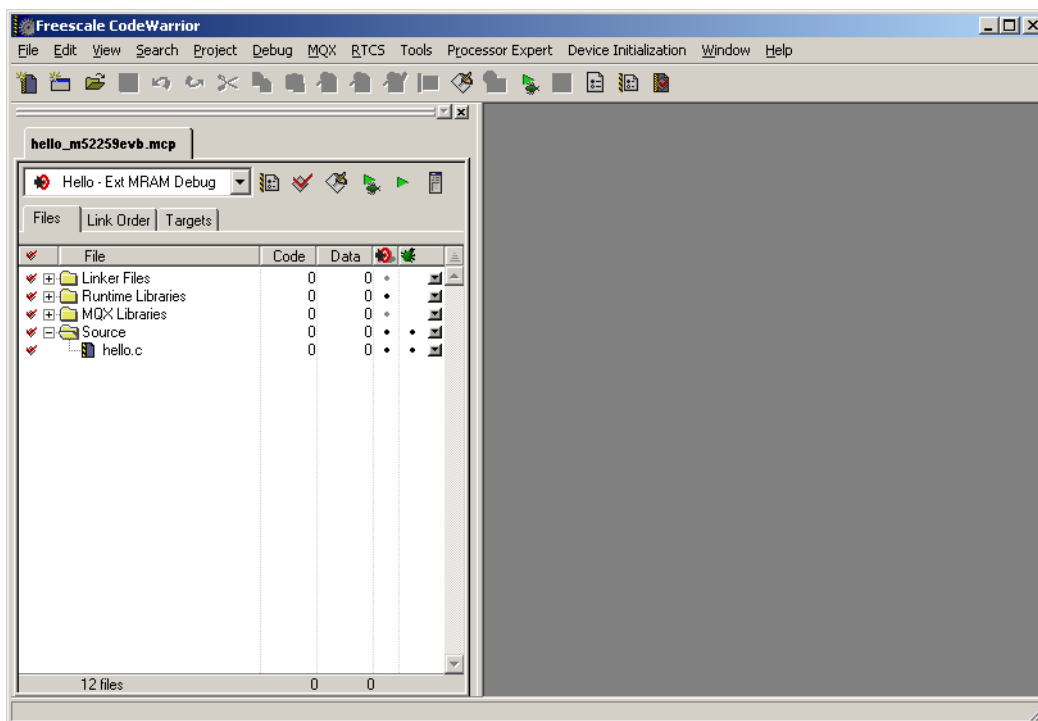 Freescale CodeWarrior
File Edit View Search Project Debug MQX RTCS Tools Processor Expert Device Initialization Window Help
hello_m52259evb.mcp
Hello - Ext MRAM Debug
Files Link Order Targets
File Code Data
Linker Files 0 0
Runtime Libraries 0 0
MQX Libraries 0 0
Source 0 0
hello.c 0 0
12 files 0 0